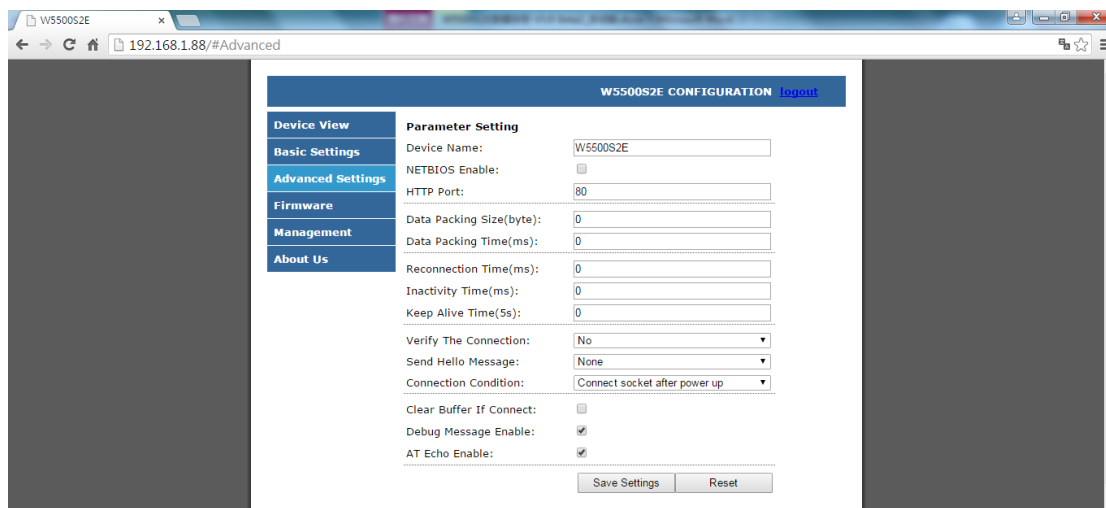 W5500S2E
192.168.1.88/#Advanced
W5500S2E CONFIGURATION logout
Device View
Basic Settings
Advanced Settings
Firmware
Management
About Us
Parameter Setting
Device Name: W5500S2E
NETBIOS Enable:
HTTP Port: 80
Data Packing Size(byte): 0
Data Packing Time(ms): 0
Reconnection Time(ms): 0
Inactivity Time(ms): 0
Keep Alive Time(5s): 0
Verify The Connection: No
Send Hello Message: None
Connection Condition: Connect socket after power up
Clear Buffer If Connect:
Debug Message Enable:
AT Echo Enable:
Save Settings Reset